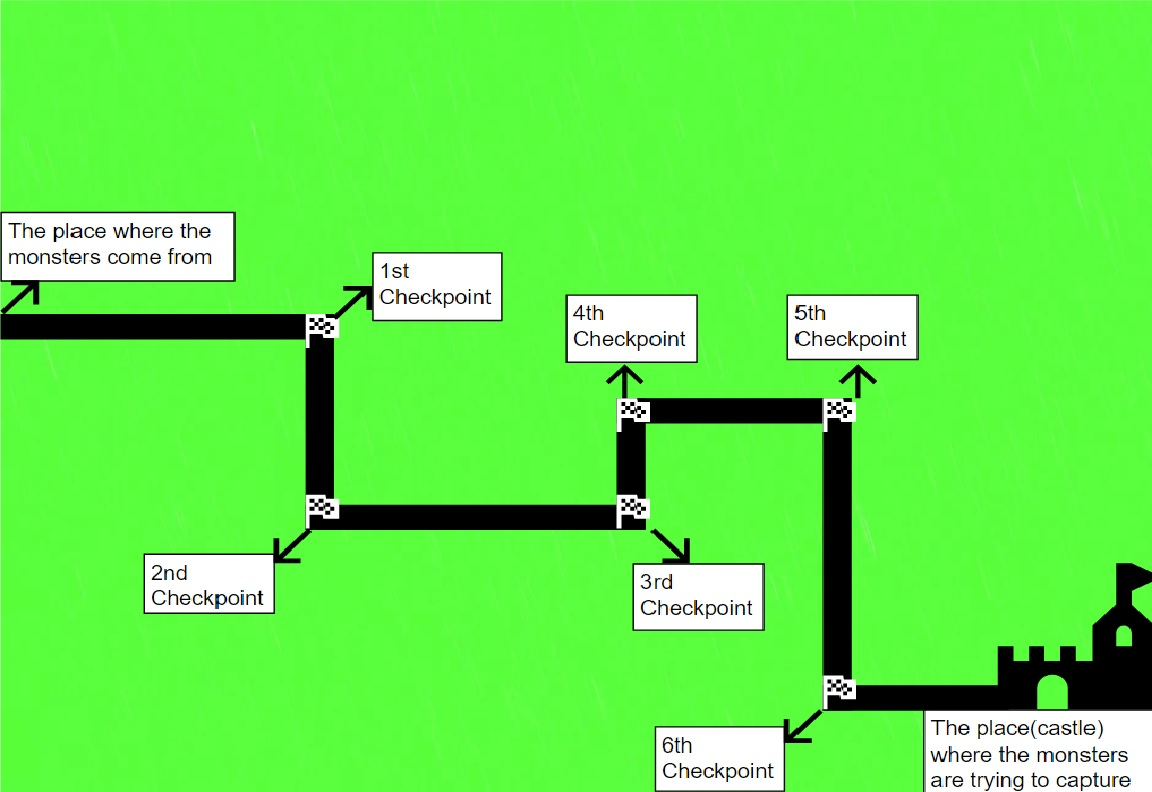 The place where the
monsters come from
1st
Checkpoint
4th
Checkpoint
5th
Checkpoint
2nd
Checkpoint
3rd
Checkpoint
6th
Checkpoint
The place(castle)
where the monsters
are trying to capture